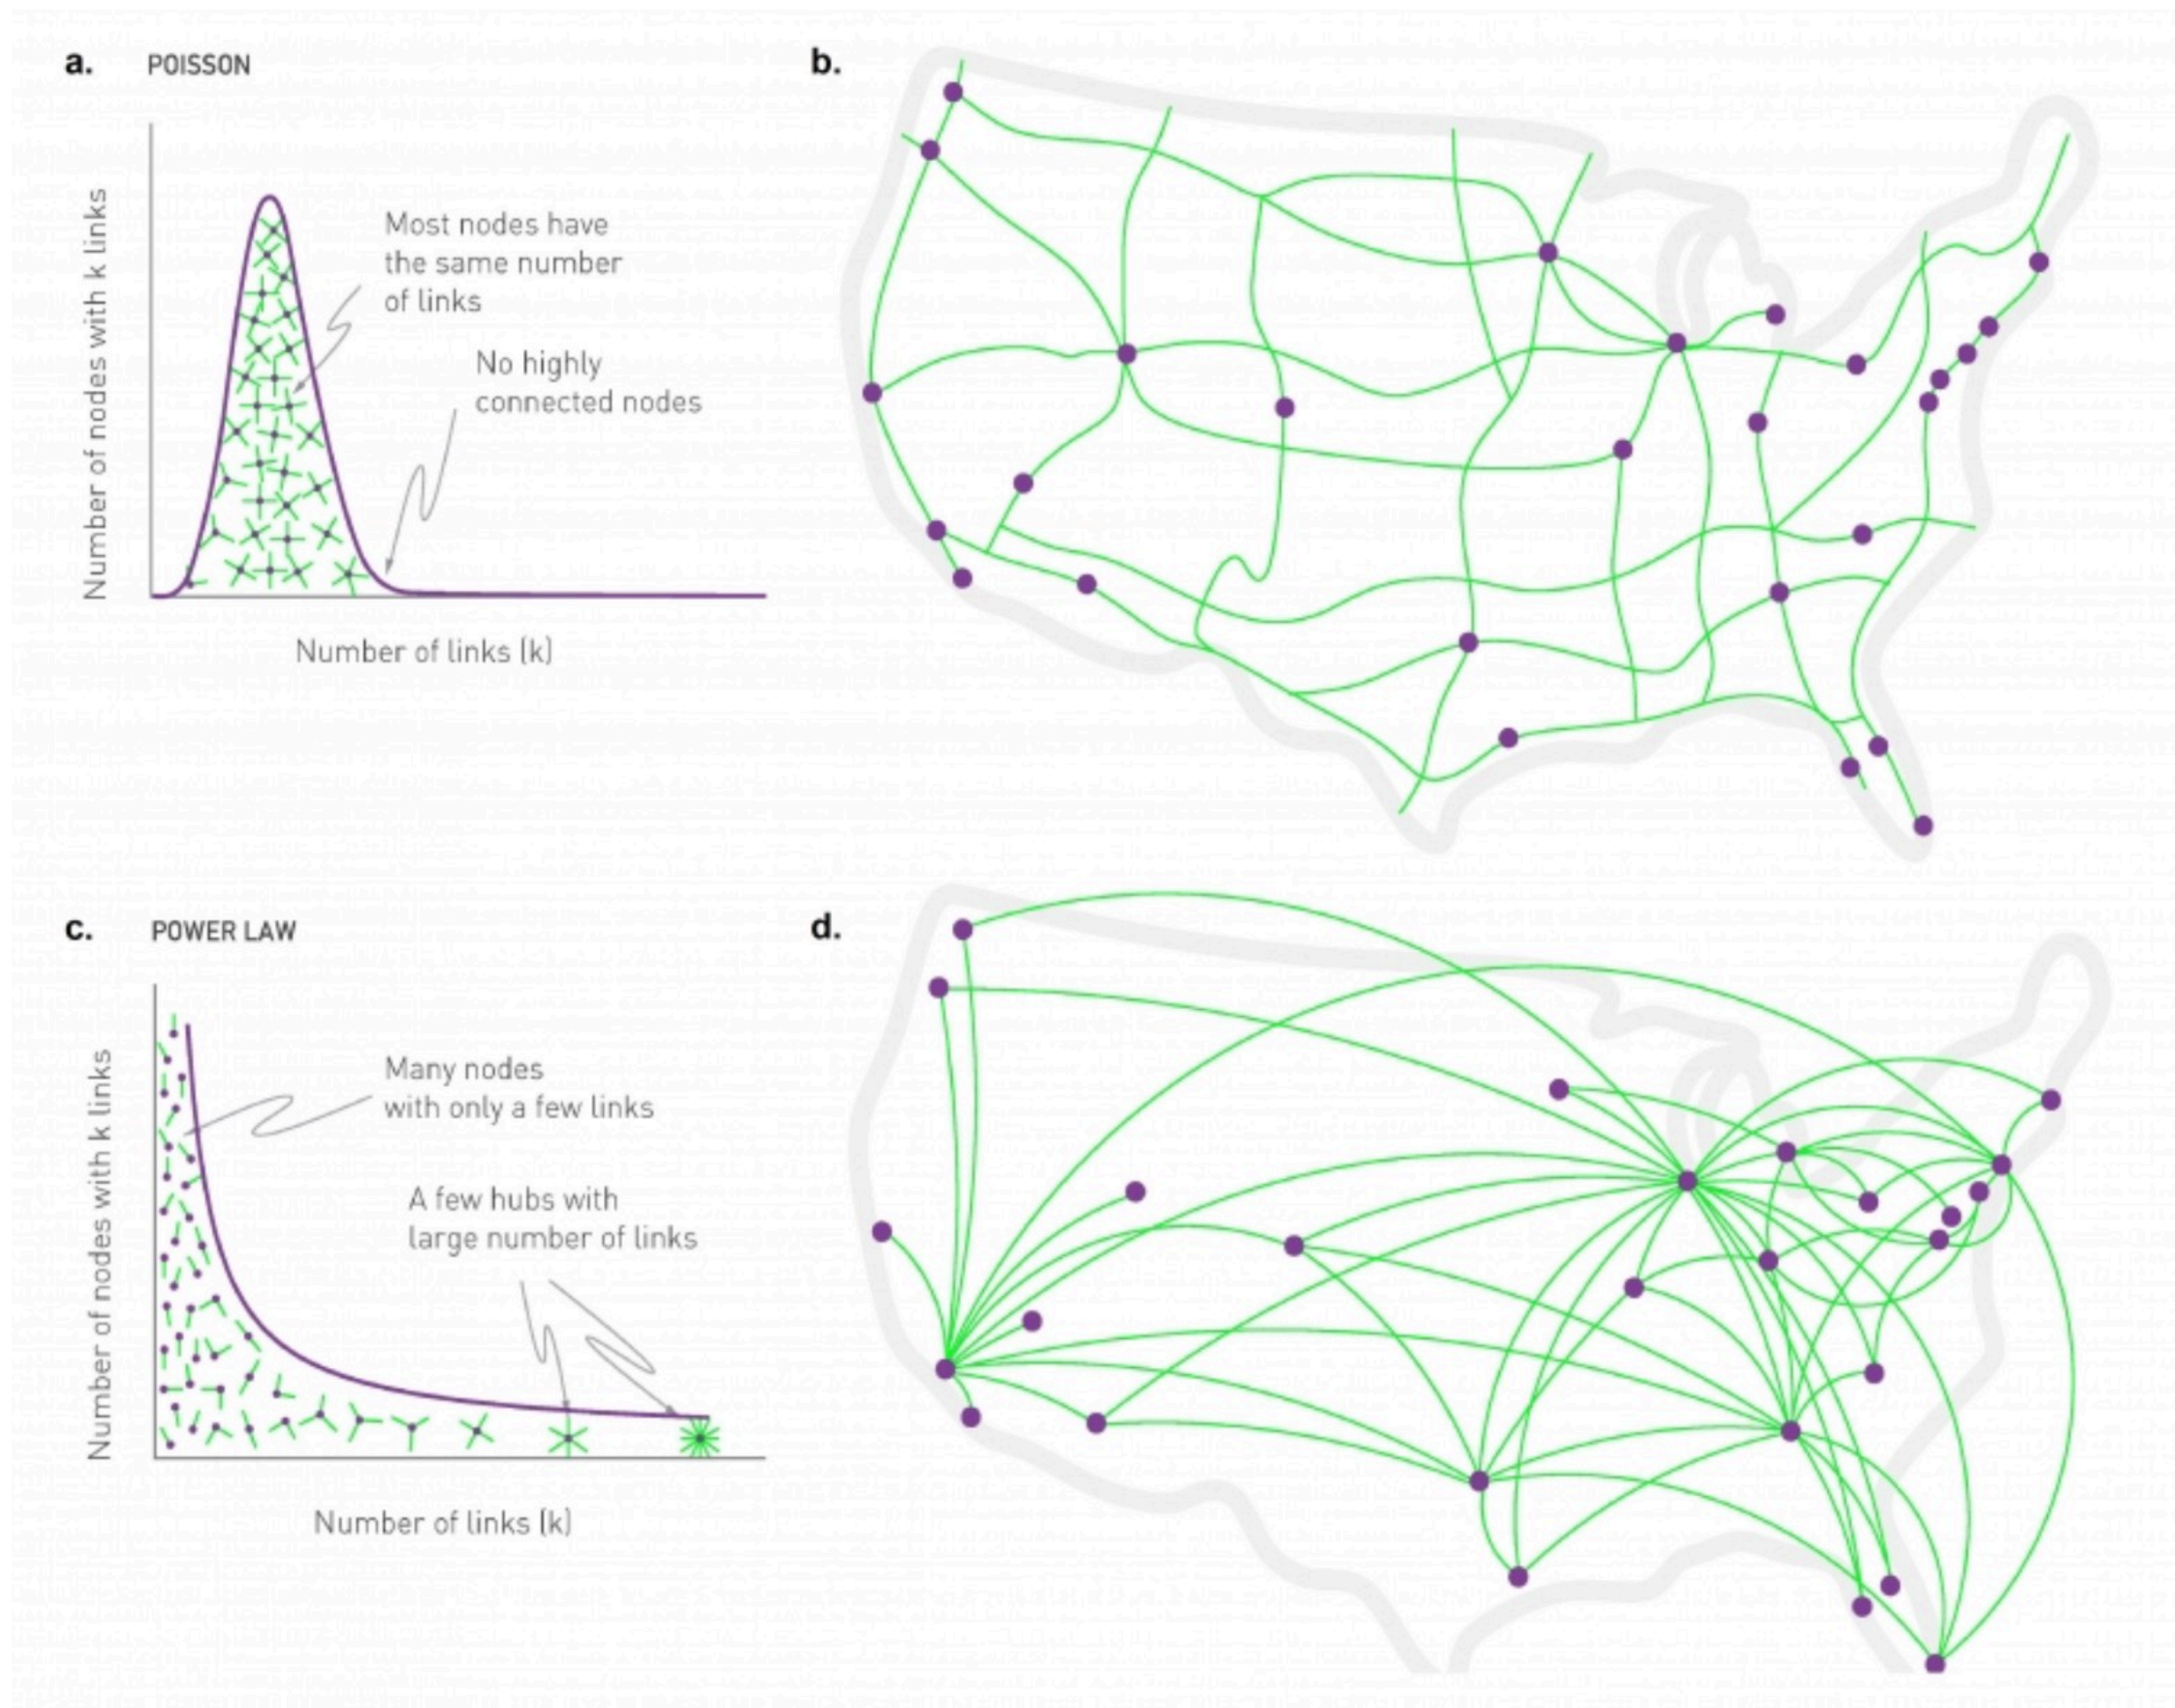 a. POISSON
Number of nodes with k links
Most nodes have
the same number
of links
No highly
connected nodes
Number of links (k)
b.
c. POWER LAW
Number of nodes with k links
Many nodes
with only a few links
A few hubs with
large number of links
Number of links (k)
d.